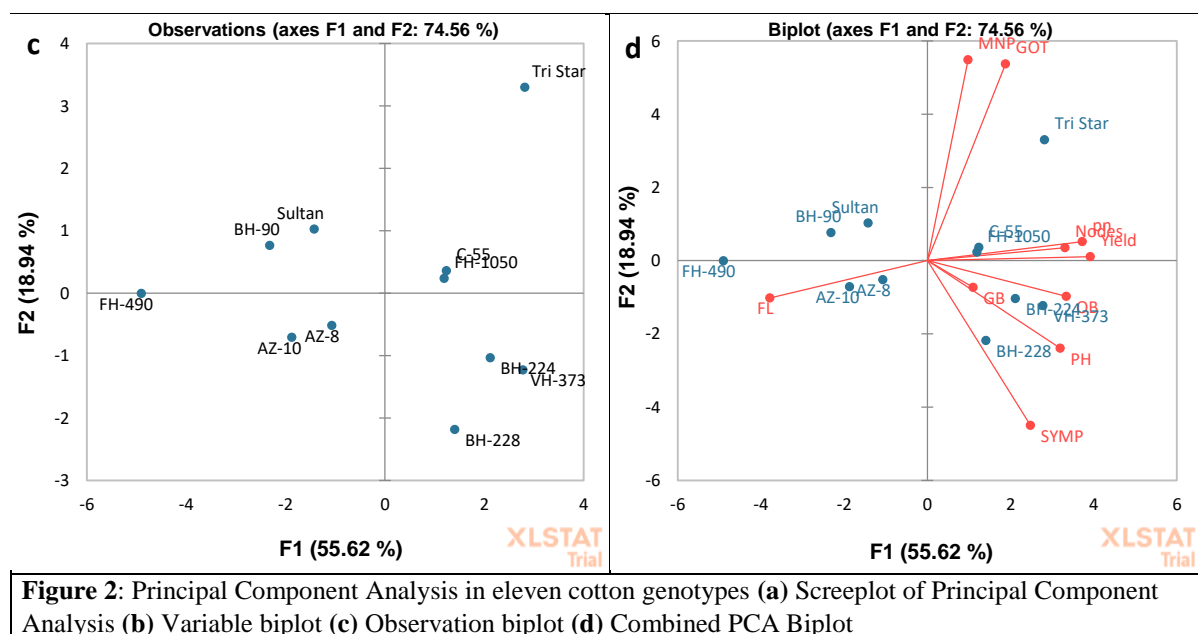 c
Observations (axes F1 and F2: 74.56 %)
4
3
2
1
0
-1
-2
-3
F2 (18.94 %)
Tri Star
Sultan
BH-90
C-55
FH-1050
FH-490
AZ-8
AZ-10
BH-224
VH-373
BH-228
-6
-4
-2
0
2
4
F1 (55.62 %)
XLSTAT
Trial
d
Biplot (axes F1 and F2: 74.56 %)
6
4
2
0
-2
-4
-6
F2 (18.94 %)
MNP
GOT
Tri Star
Sultan
BH-90
C-55
FH-1050
nn
Nodes
Yield
FH-490
FL
AZ-10
AZ-8
GB
OB
BH-224
VH-373
BH-228
PH
SYMP
-6
-4
-2
0
2
4
6
F1 (55.62 %)
XLSTAT
Trial
Figure 2: Principal Component Analysis in eleven cotton genotypes (a) Screeplot of Principal Component
Analysis (b) Variable biplot (c) Observation biplot (d) Combined PCA Biplot